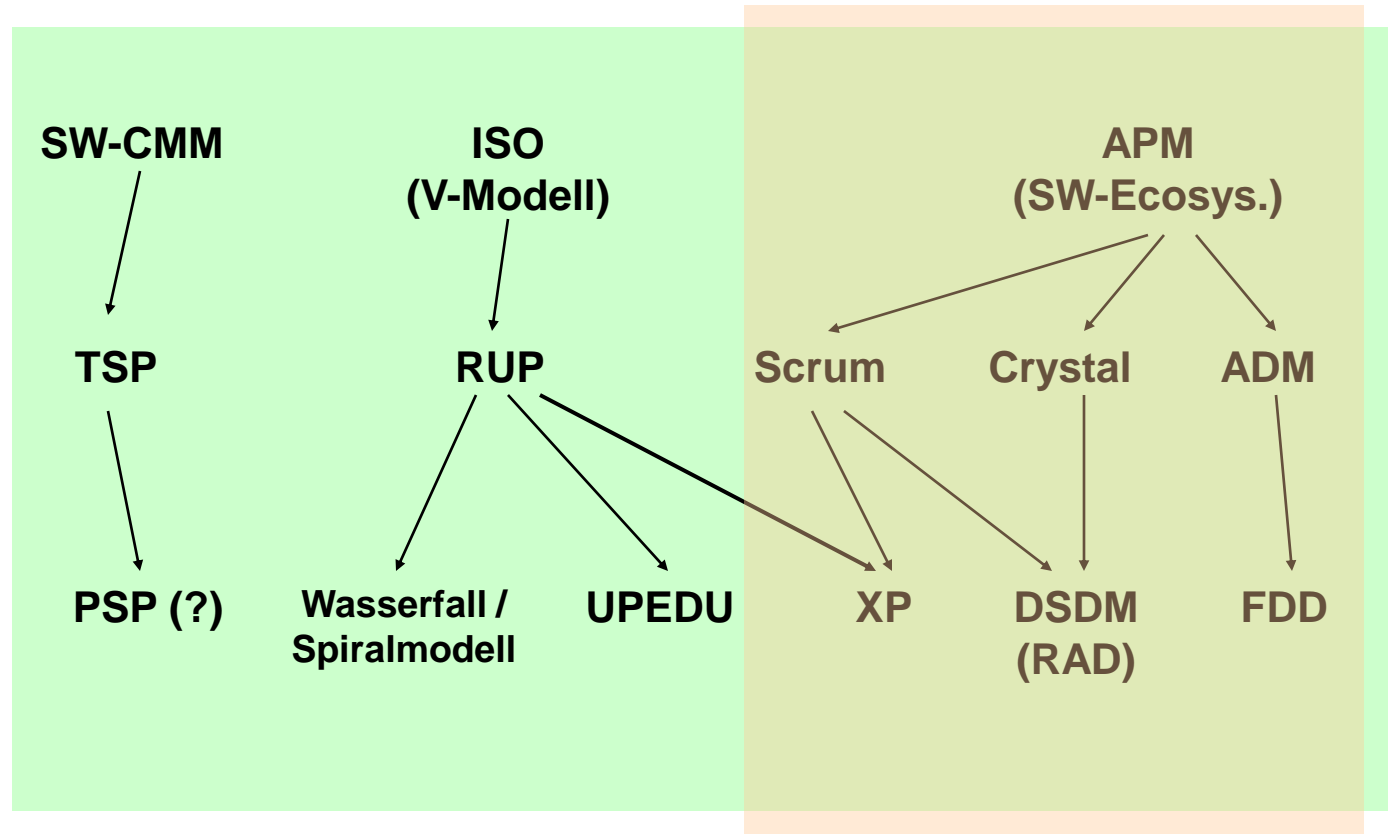 SW-CMM
ISO
(V-Modell)
APM
(SW-Ecosys.)
TSP
RUP
Scrum
Crystal
ADM
PSP (?)
Wasserfall /
Spiralmodell
UPEDU
XP
DSDM
(RAD)
FDD